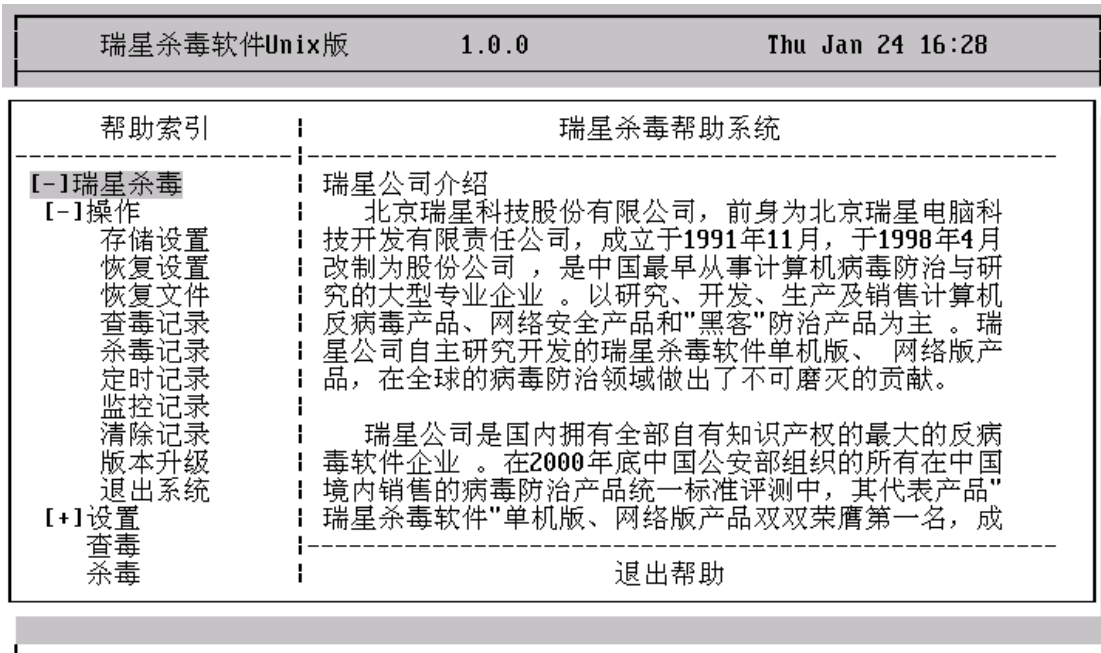 瑞星杀毒软件Unix版 1.0.0 Thu Jan 24 16:28
帮助索引
[-]瑞星杀毒
[-]操作
存储设置
恢复设置
恢复文件
查毒记录
杀毒记录
定时记录
监控记录
清除记录
版本升级
退出系统
[+]设置
查毒
杀毒
瑞星杀毒帮助系统
瑞星公司介绍
北京瑞星科技股份有限公司，前身为北京瑞星电脑科
技开发有限责任公司，成立于1991年11月，于1998年4月
改制为股份公司 ，是中国最早从事计算机病毒防治与研
究的大型专业企业 。以研究、开发、生产及销售计算机
反病毒产品、网络安全产品和"黑客"防治产品为主 。瑞
星公司自主研究开发的瑞星杀毒软件单机版、 网络版产
品，在全球的病毒防治领域做出了不可磨灭的贡献。
瑞星公司是国内拥有全部自有知识产权的最大的反病
毒软件企业 。在2000年底中国公安部组织的所有在中国
境内销售的病毒防治产品统一标准评测中，其代表产品"
瑞星杀毒软件"单机版、网络版产品双双荣膺第一名，成
退出帮助